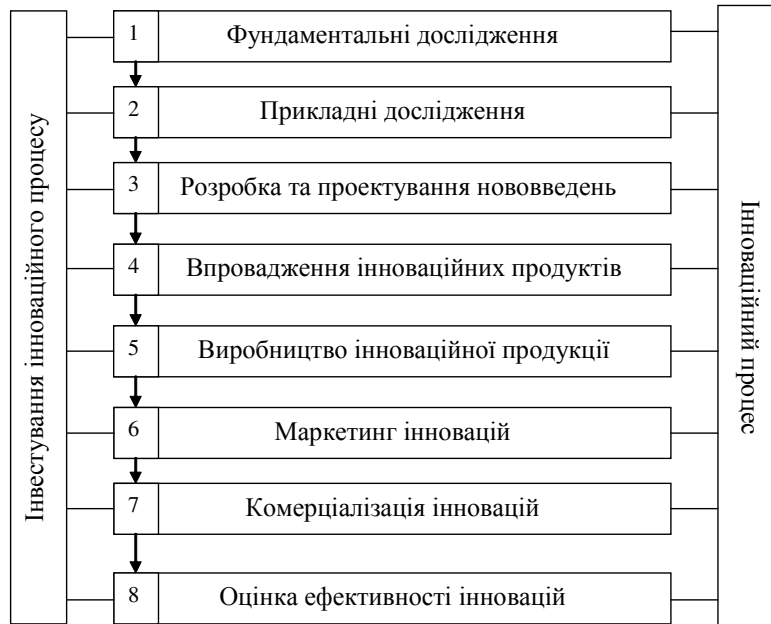 Інвестування інноваційного процесу
1 Фундаментальні дослідження
2 Прикладні дослідження
3 Розробка та проектування нововведень
4 Впровадження інноваційних продуктів
5 Виробництво інноваційної продукції
6 Маркетинг інновацій
7 Комерціалізація інновацій
8 Оцінка ефективності інновацій
Інноваційний процес